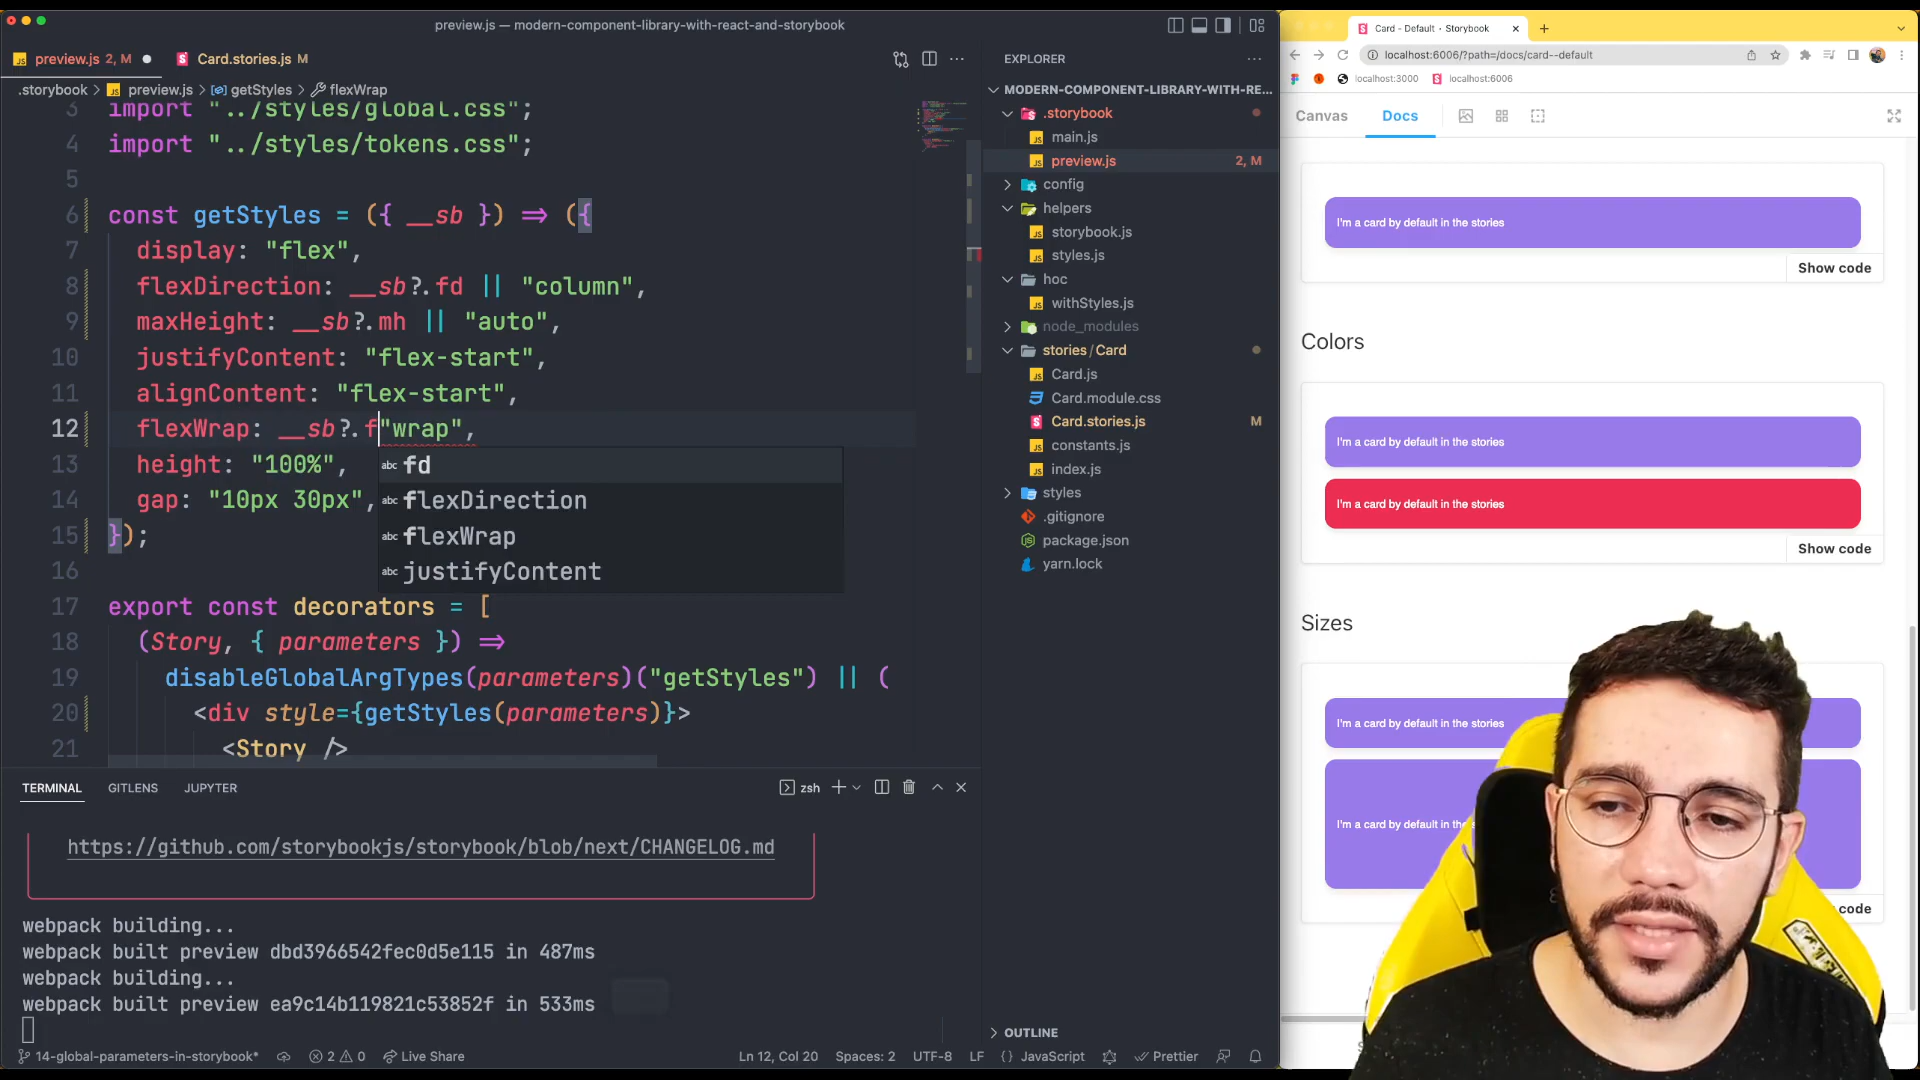 preview.js — modern-component-library-with-react-and-storybook
preview.js 2, M
Card.stories.js M
.storybook > preview.js > getStyles > flexWrap
3 import "../styles/global.css";
4 import "../styles/tokens.css";
5
6 const getStyles = ({ __sb }) => ({
7 display: "flex",
8 flexDirection: __sb?.fd || "column",
9 maxHeight: __sb?.mh || "auto",
10 justifyContent: "flex-start",
11 alignContent: "flex-start",
12 flexWrap: __sb?.f"wrap",
13 height: "100%",
14 gap: "10px 30px",
15 });
16
17 export const decorators = [
18 (Story, { parameters }) =>
19 disableGlobalArgTypes(parameters)("getStyles") || (
20 <div style={getStyles(parameters)}>
21 <Story />
abc fd
abc flexDirection
abc flexWrap
abc justifyContent
TERMINAL GITLENS JUPYTER
zsh
https://github.com/storybookjs/storybook/blob/next/CHANGELOG.md
webpack building...
webpack built preview dbd3966542fec0d5e115 in 487ms
webpack building...
webpack built preview ea9c14b119821c53852f in 533ms
14-global-parameters-in-storybook* 2 0 Live Share
Ln 12, Col 20 Spaces: 2 UTF-8 LF {} JavaScript Prettier
EXPLORER
MODERN-COMPONENT-LIBRARY-WITH-RE...
.storybook
main.js
preview.js 2, M
config
helpers
storybook.js
styles.js
hoc
withStyles.js
node_modules
stories/Card
Card.js
Card.module.css
Card.stories.js M
constants.js
index.js
styles
.gitignore
package.json
yarn.lock
OUTLINE
Card - Default · Storybook
localhost:6006/?path=/docs/card--default
localhost:3000
localhost:6006
Canvas Docs
I'm a card by default in the stories
Show code
Colors
I'm a card by default in the stories
I'm a card by default in the stories
Show code
Sizes
I'm a card by default in the stories
I'm a card by default in the
code